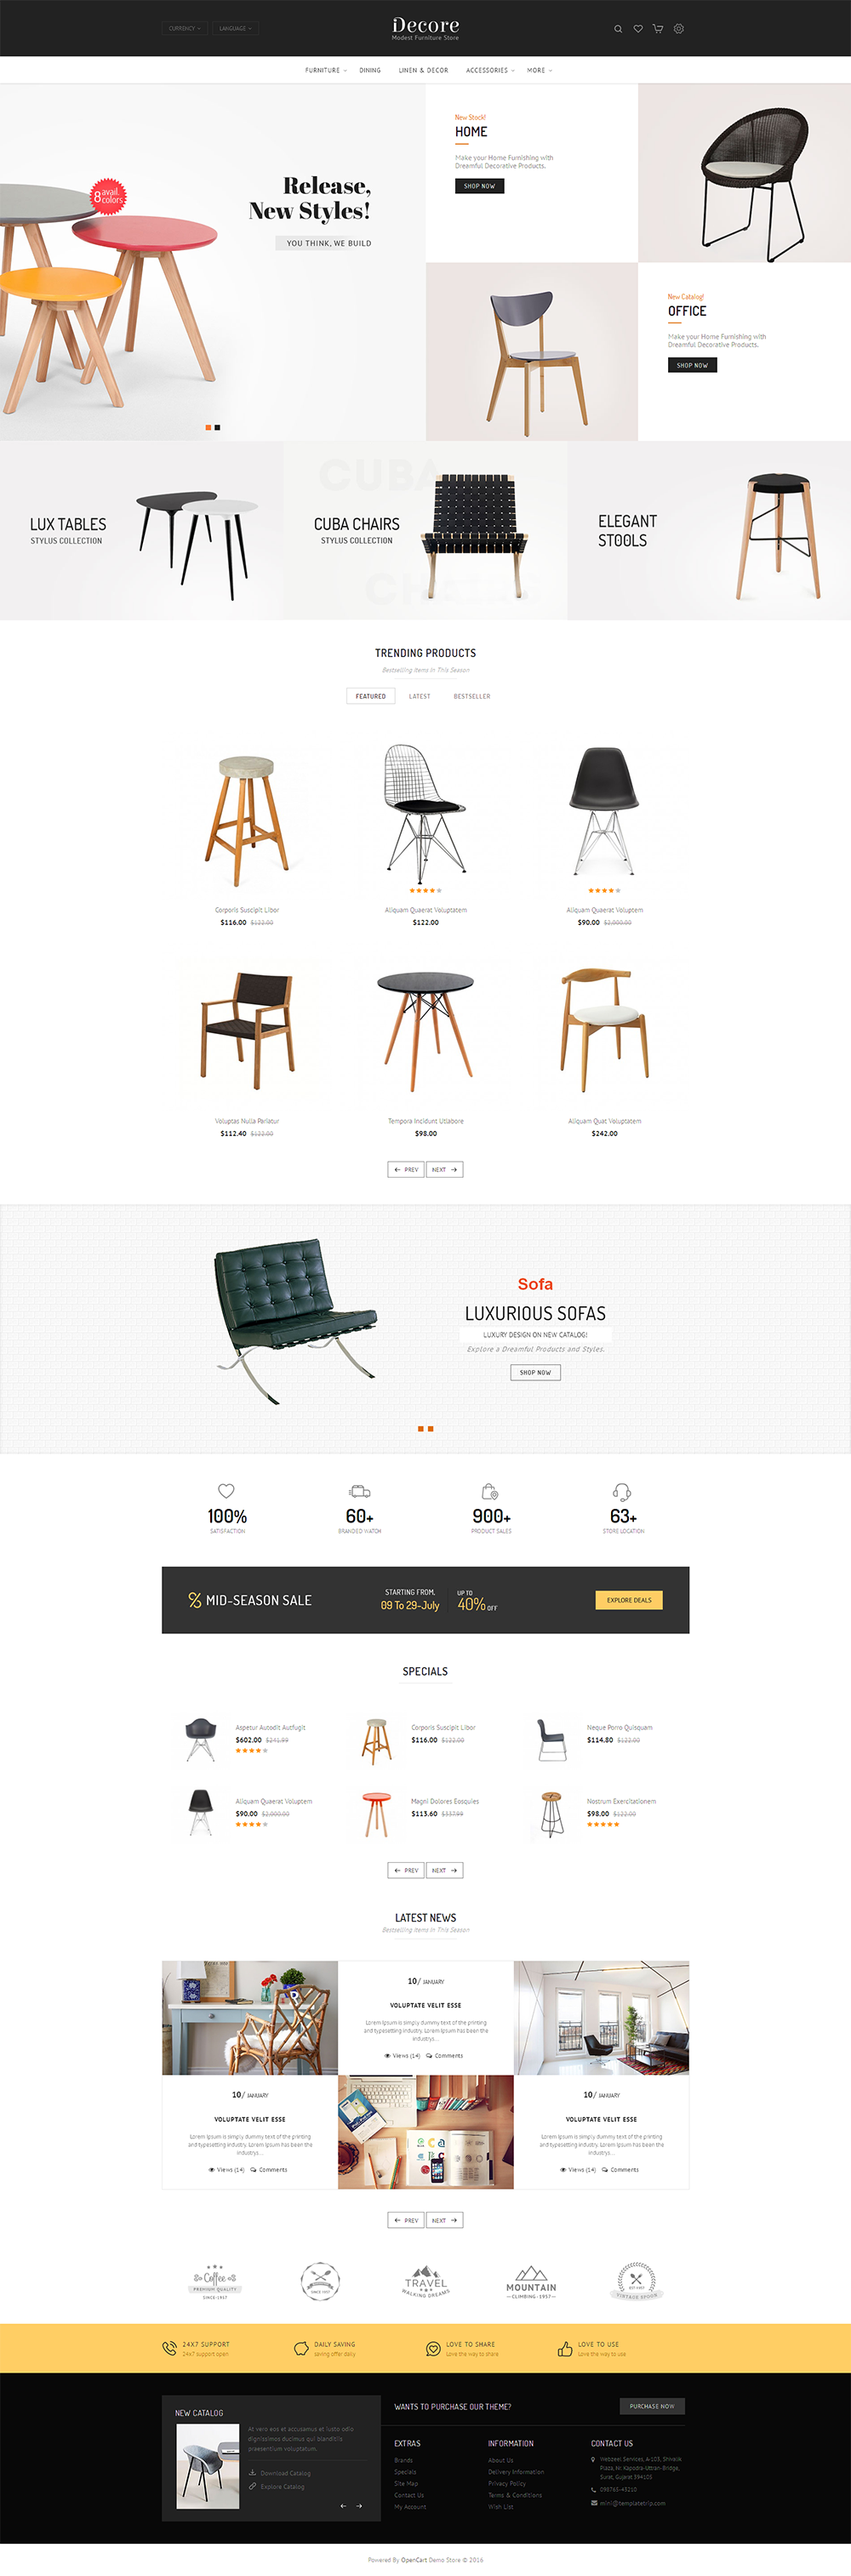 CURRENCY
LANGUAGE
Decore
Modest Furniture Store
FURNITURE
DINING
LINEN & DECOR
ACCESSORIES
MORE
8 avail. colors
Release,
New Styles!
YOU THINK, WE BUILD
New Stock!
HOME
Make your Home Furnishing with
Dreamful Decorative Products.
SHOP NOW
New Catalog!
OFFICE
Make your Home Furnishing with
Dreamful Decorative Products.
SHOP NOW
LUX TABLES
STYLUS COLLECTION
CUBA
CUBA CHAIRS
STYLUS COLLECTION
ELEGANT
STOOLS
TRENDING PRODUCTS
Bestselling Items In This Season
FEATURED
LATEST
BESTSELLER
Corporis Suscipit Libor
$116.00 $122.00
Aliquam Quaerat Voluptatem
$122.00
Aliquam Quaerat Voluptem
$90.00 $2,000.00
Voluptas Nulla Pariatur
$112.40 $122.00
Tempora Incidunt Utlabore
$98.00
Aliquam Quat Voluptatem
$242.00
PREV
NEXT
Sofa
LUXURIOUS SOFAS
LUXURY DESIGN ON NEW CATALOG!
Explore a Dreamful Products and Styles.
SHOP NOW
100%
SATISFACTION
60+
BRANDED WATCH
900+
PRODUCT SALES
63+
STORE LOCATION
% MID-SEASON SALE
STARTING FROM,
09 To 29-July
UP TO
40% OFF
EXPLORE DEALS
SPECIALS
Aspetur Autodit Autfugit
$602.00 $241.99
Corporis Suscipit Libor
$116.00 $122.00
Neque Porro Quisquam
$114.80 $122.00
Aliquam Quaerat Voluptem
$90.00 $2,000.00
Magni Dolores Eosquies
$113.60 $337.99
Nostrum Exercitationem
$98.00 $122.00
PREV
NEXT
LATEST NEWS
Bestselling Items In This Season
10/ JANUARY
VOLUPTATE VELIT ESSE
Lorem Ipsum is simply dummy text of the printing
and typesetting industry. Lorem Ipsum has been the
industrys...
Views (14)
Comments
10/ JANUARY
VOLUPTATE VELIT ESSE
Lorem Ipsum is simply dummy text of the printing
and typesetting industry. Lorem Ipsum has been the
industrys...
Views (14)
Comments
10/ JANUARY
VOLUPTATE VELIT ESSE
Lorem Ipsum is simply dummy text of the printing
and typesetting industry. Lorem Ipsum has been the
industrys...
Views (14)
Comments
PREV
NEXT
Coffee
PREMIUM QUALITY
SINCE-1957
SINCE 1957
TRAVEL
WALKING DREAMS
MOUNTAIN
CLIMBING-1957
VINTAGE SPOON
24X7 SUPPORT
24x7 support open
DAILY SAVING
saving offer daily
LOVE TO SHARE
Love the way to share
LOVE TO USE
Love the way to use
NEW CATALOG
At vero eos et accusamus et iusto odio
dignissimos ducimus qui blanditiis
praesentium voluptatum.
Download Catalog
Explore Catalog
WANTS TO PURCHASE OUR THEME?
PURCHASE NOW
EXTRAS
Brands
Specials
Site Map
Contact Us
My Account
INFORMATION
About Us
Delivery Information
Privacy Policy
Terms & Conditions
Wish List
CONTACT US
Webzeel Services, A-103, Shivalik
Plaza, Nr. Kapodra-Uttran-Bridge,
Surat, Gujarat 394105
098765-43210
mini@templatetrip.com
Powered By OpenCart Demo Store © 2016